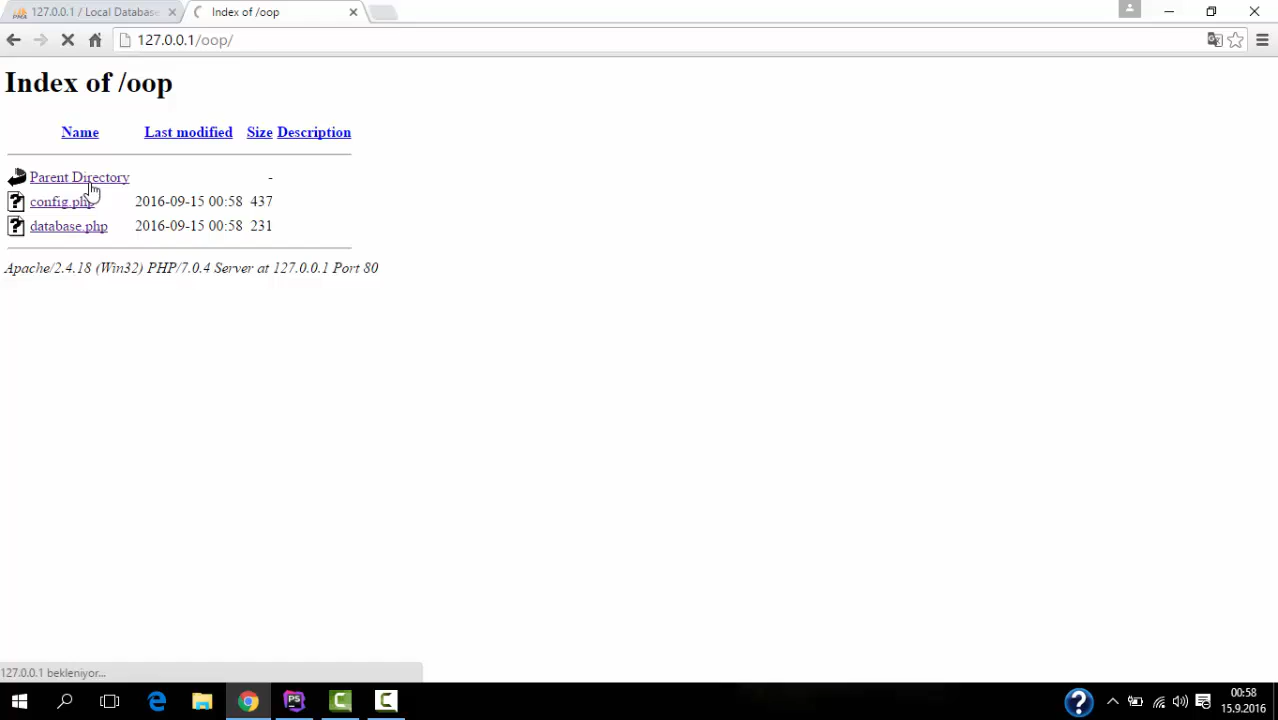 127.0.0.1 / Local Databas
Index of /oop
127.0.0.1/oop/
Index of /oop
Name Last modified Size Description
Parent Directory -
config.php 2016-09-15 00:58 437
database.php 2016-09-15 00:58 231
Apache/2.4.18 (Win32) PHP/7.0.4 Server at 127.0.0.1 Port 80
127.0.0.1 bekleniyor...
PS
00:58
15.9.2016